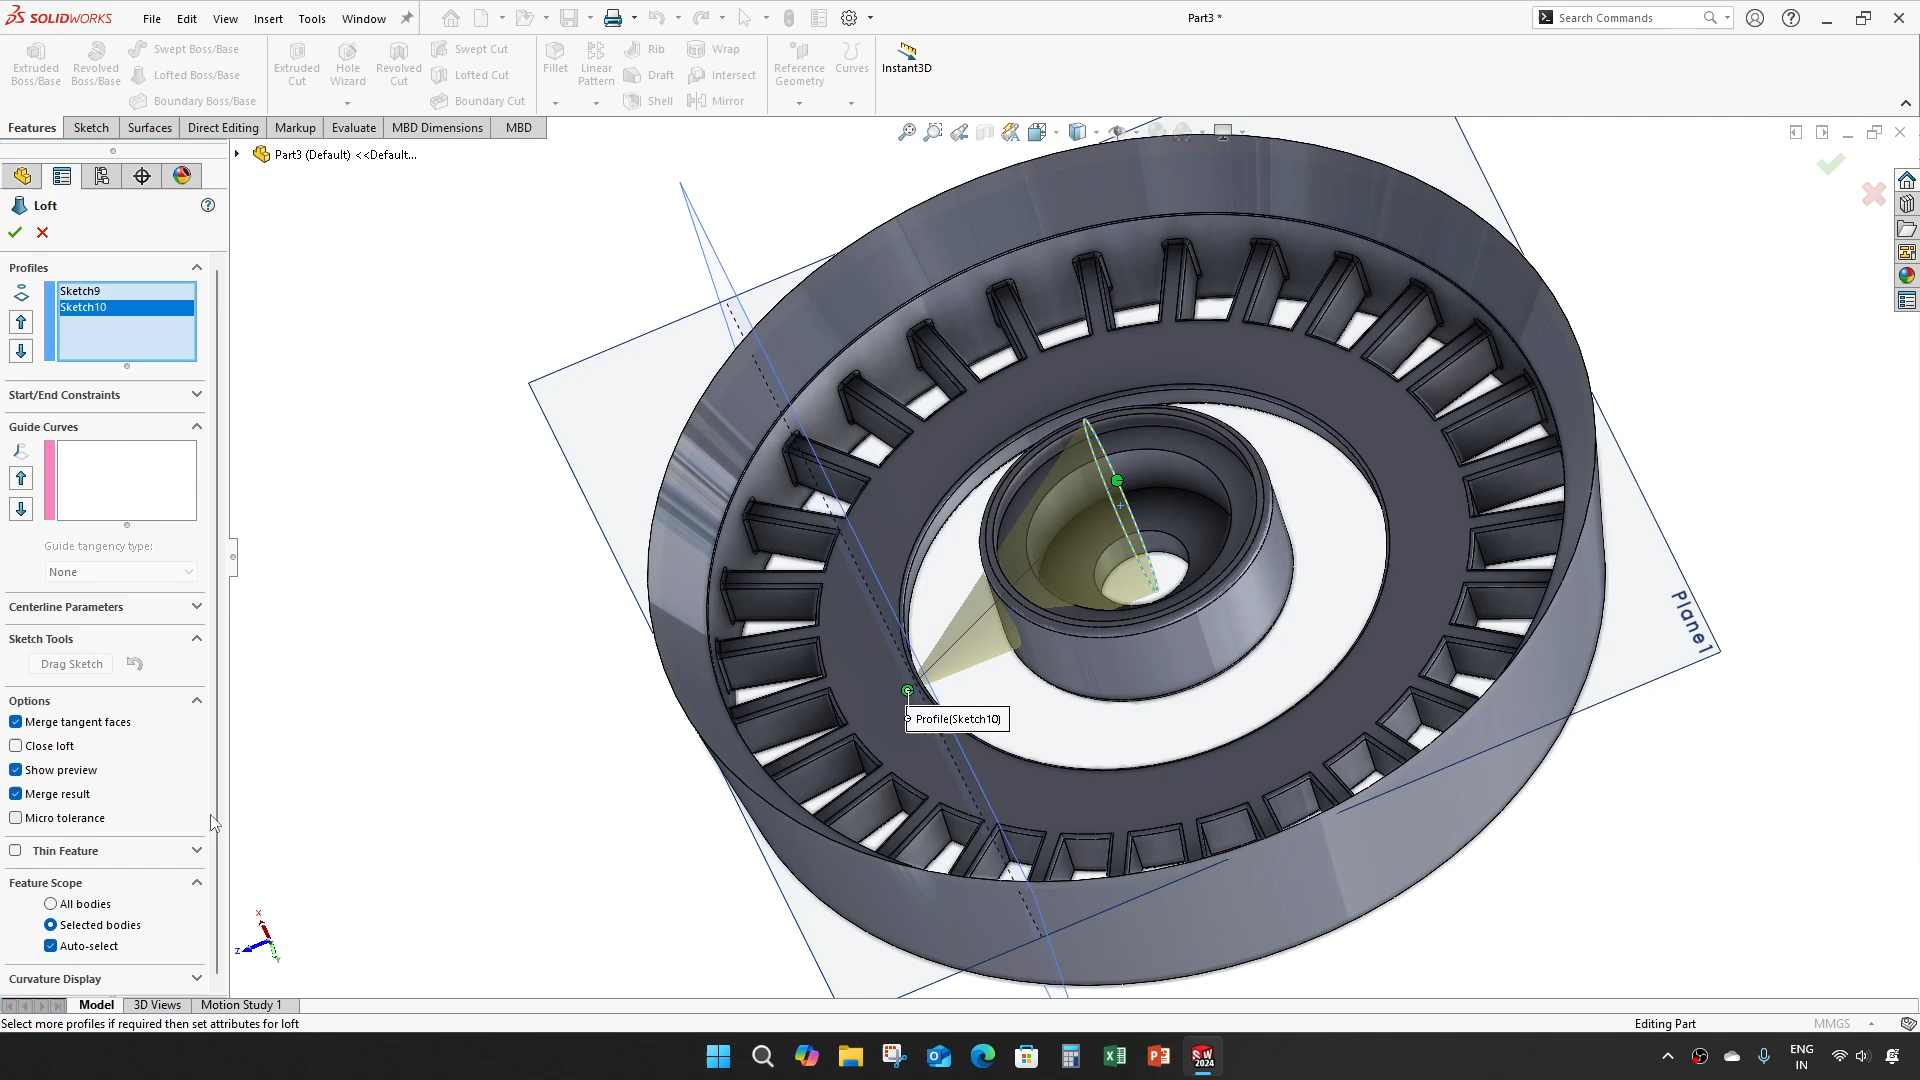 SOLIDWORKS File Edit View Insert Tools Window Part3 * Search Commands
Extruded Boss/Base
Revolved Boss/Base
Swept Boss/Base
Lofted Boss/Base
Boundary Boss/Base
Extruded Cut
Hole Wizard
Revolved Cut
Swept Cut
Lofted Cut
Boundary Cut
Fillet
Linear Pattern
Rib
Draft
Shell
Wrap
Intersect
Mirror
Reference Geometry
Curves
Instant3D
Features Sketch Surfaces Direct Editing Markup Evaluate MBD Dimensions MBD
Part3 (Default) <<Default...
Loft
Profiles
Sketch9
Sketch10
Start/End Constraints
Guide Curves
Guide tangency type:
None
Centerline Parameters
Sketch Tools
Drag Sketch
Options
Merge tangent faces
Close loft
Show preview
Merge result
Micro tolerance
Thin Feature
Feature Scope
All bodies
Selected bodies
Auto-select
Curvature Display
Profile(Sketch10)
Plane1
X
Z
Y
Model 3D Views Motion Study 1
Select more profiles if required then set attributes for loft Editing Part MMGS
SW
2024
ENG
IN